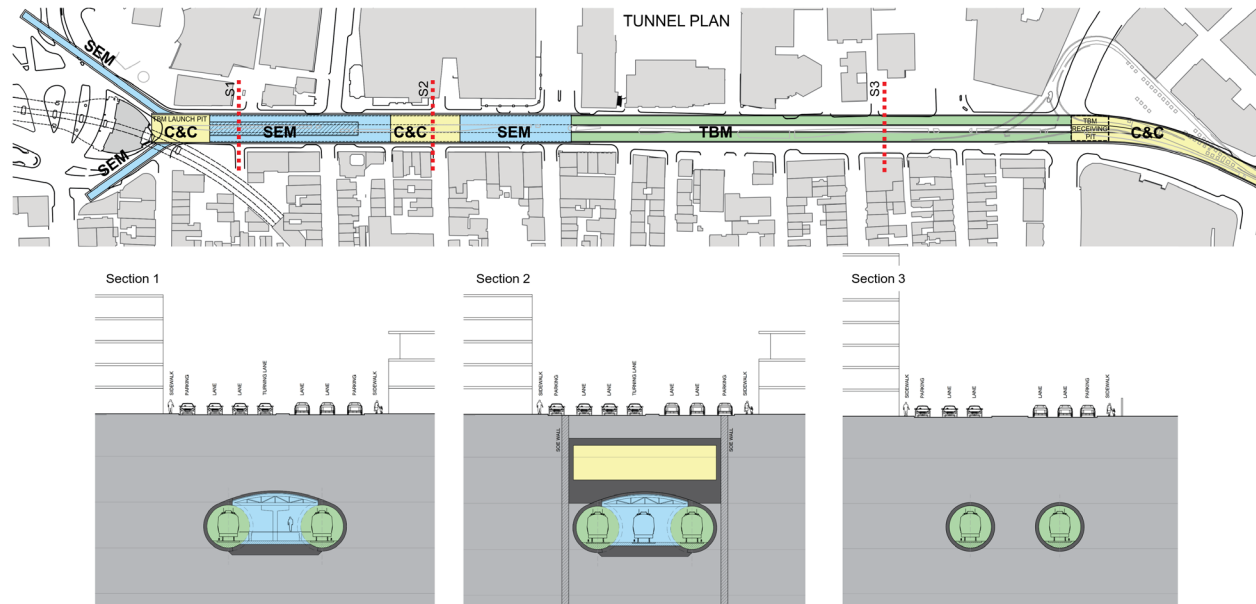 TUNNEL PLAN
SEM
S1
S2
S3
TBM LAUNCH PIT
C&C
SEM
C&C
SEM
TBM
TBM
RECEIVING
PIT
C&C
SEM
Section 1
Section 2
Section 3
SIDEWALK
PARKING
LANE
LANE
TURNING LANE
LANE
LANE
PARKING
SIDEWALK
SIDEWALK
PARKING
LANE
LANE
TURNING LANE
LANE
LANE
PARKING
SIDEWALK
SOE WALL
SOE WALL
SIDEWALK
PARKING
LANE
LANE
LANE
LANE
PARKING
SIDEWALK